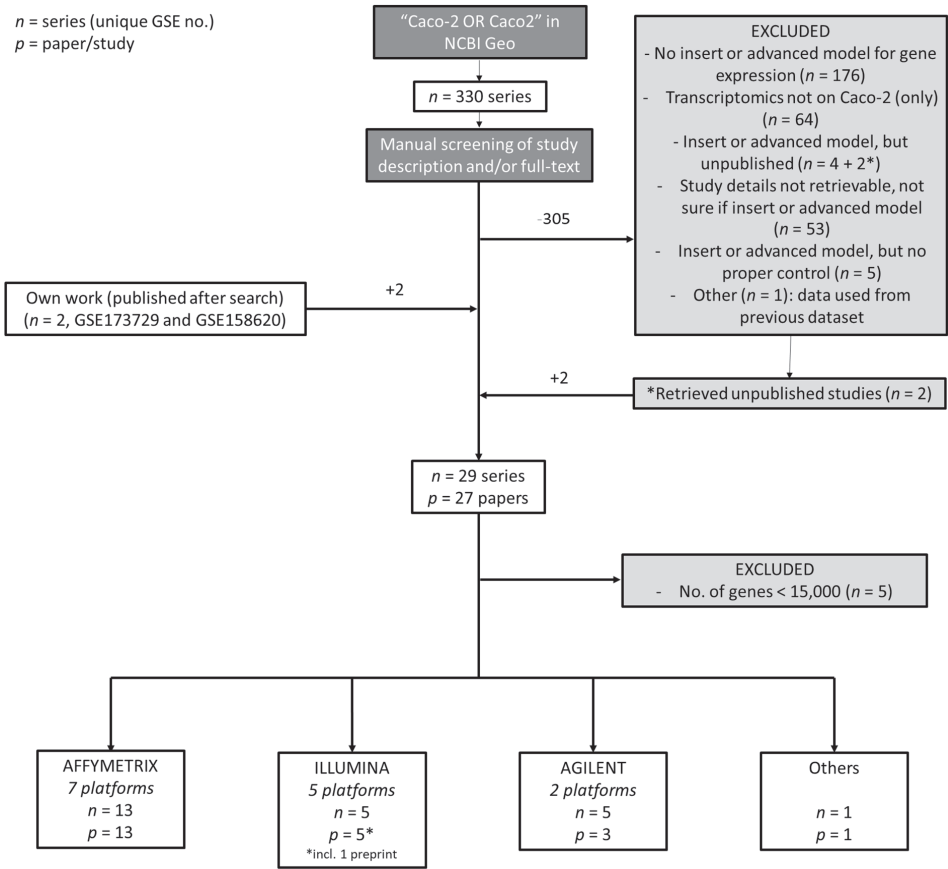 n = series (unique GSE no.)
p = paper/study
“Caco-2 OR Caco2” in
NCBI Geo
n = 330 series
Manual screening of study
description and/or full-text
-305
EXCLUDED
- No insert or advanced model for gene
expression (n = 176)
- Transcriptomics not on Caco-2 (only)
(n = 64)
- Insert or advanced model, but
unpublished (n = 4 + 2*)
- Study details not retrievable, not
sure if insert or advanced model
(n = 53)
- Insert or advanced model, but no
proper control (n = 5)
- Other (n = 1): data used from
previous dataset
Own work (published after search)
(n = 2, GSE173729 and GSE158620)
+2
+2
*Retrieved unpublished studies (n = 2)
n = 29 series
p = 27 papers
EXCLUDED
- No. of genes < 15,000 (n = 5)
AFFYMETRIX
7 platforms
n = 13
p = 13
ILLUMINA
5 platforms
n = 5
p = 5*
*incl. 1 preprint
AGILENT
2 platforms
n = 5
p = 3
Others
n = 1
p = 1